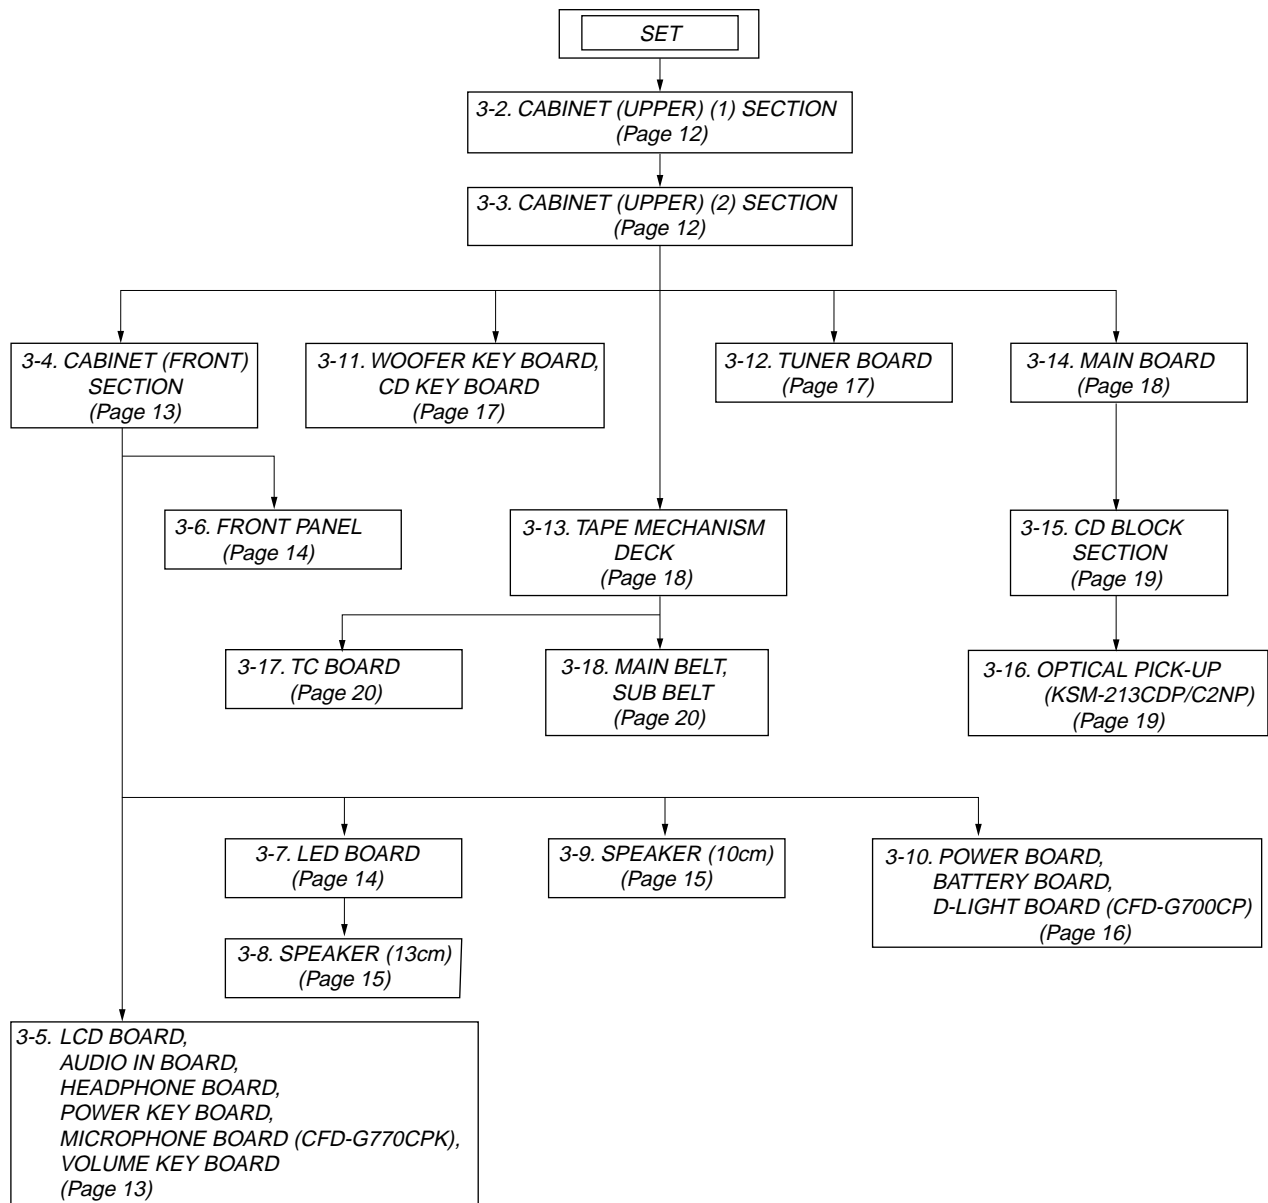 SET
3-2. CABINET (UPPER) (1) SECTION
(Page 12)
3-3. CABINET (UPPER) (2) SECTION
(Page 12)
3-4. CABINET (FRONT)
SECTION
(Page 13)
3-11. WOOFER KEY BOARD,
CD KEY BOARD
(Page 17)
3-12. TUNER BOARD
(Page 17)
3-14. MAIN BOARD
(Page 18)
3-6. FRONT PANEL
(Page 14)
3-13. TAPE MECHANISM
DECK
(Page 18)
3-15. CD BLOCK
SECTION
(Page 19)
3-17. TC BOARD
(Page 20)
3-18. MAIN BELT,
SUB BELT
(Page 20)
3-16. OPTICAL PICK-UP
(KSM-213CDP/C2NP)
(Page 19)
3-7. LED BOARD
(Page 14)
3-9. SPEAKER (10cm)
(Page 15)
3-10. POWER BOARD,
BATTERY BOARD,
D-LIGHT BOARD (CFD-G700CP)
(Page 16)
3-8. SPEAKER (13cm)
(Page 15)
3-5. LCD BOARD,
AUDIO IN BOARD,
HEADPHONE BOARD,
POWER KEY BOARD,
MICROPHONE BOARD (CFD-G770CPK),
VOLUME KEY BOARD
(Page 13)